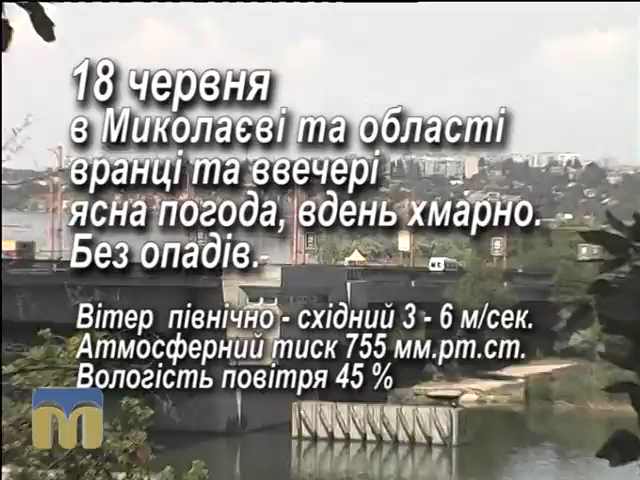 18 червня
в Миколаєві та області
вранці та ввечері
ясна погода, вдень хмарно.
Без опадів.
Вітер північно - східний 3 - 6 м/сек.
Атмосферний тиск 755 мм.рт.ст.
Вологість повітря 45 %
М